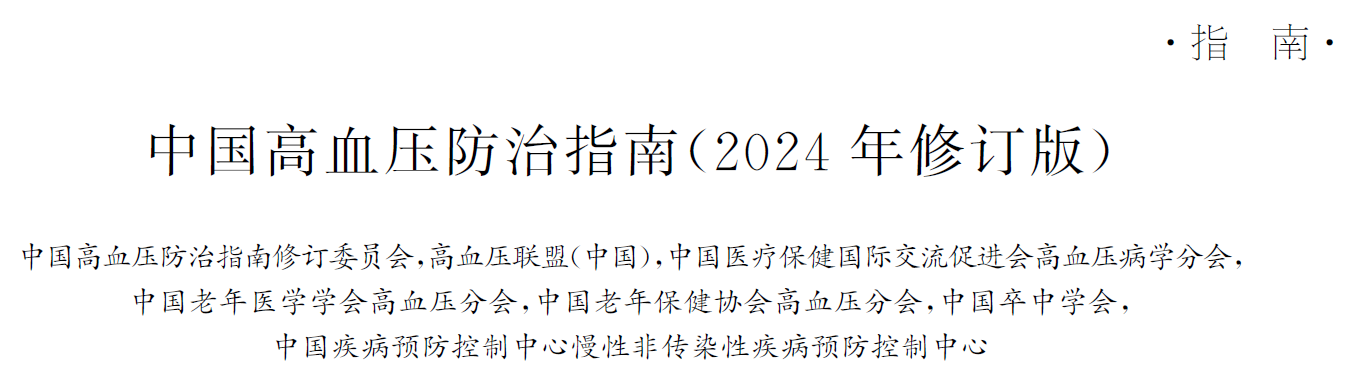 ·指　南·
中国高血压防治指南(2024 年修订版)
中国高血压防治指南修订委员会,高血压联盟(中国),中国医疗保健国际交流促进会高血压病学分会,
中国老年医学学会高血压分会,中国老年保健协会高血压分会,中国卒中学会,
中国疾病预防控制中心慢性非传染性疾病预防控制中心